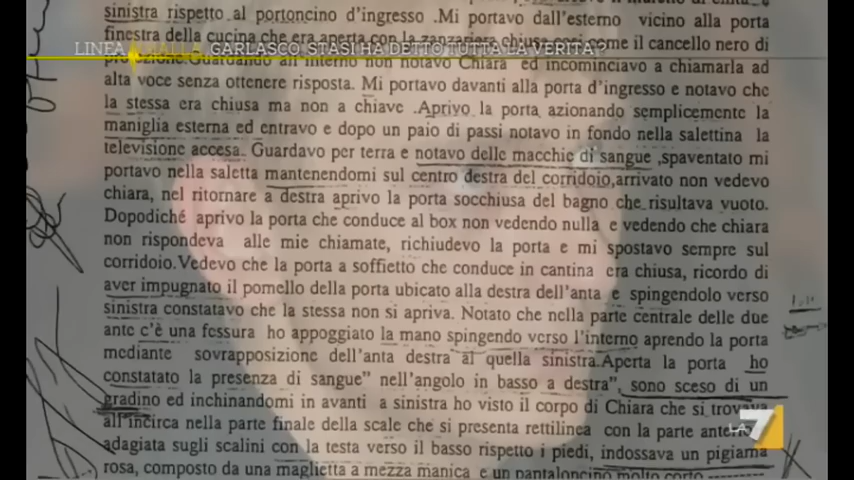 sinistra rispetto al portoncino d'ingresso .Mi portavo dall'esterno vicino alla porta
finestra della cucina che era aperta con la zanzariera chiusa così come il cancello nero di
LINEA GIALLA GARLASCO, STASI HA DETTO TUTTA LA VERITA'?
protezione.Guardando all'interno non notavo Chiara ed incominciavo a chiamarla ad
alta voce senza ottenere risposta. Mi portavo davanti alla porta d'ingresso e notavo che
la stessa era chiusa ma non a chiave .Aprivo la porta azionando semplicemente la
maniglia esterna ed entravo e dopo un paio di passi notavo in fondo nella salettina la
televisione accesa. Guardavo per terra e notavo delle macchie di sangue ,spaventato mi
portavo nella saletta mantenendomi sul centro destra del corridoio,arrivato non vedevo
chiara, nel ritornare a destra aprivo la porta socchiusa del bagno che risultava vuoto.
Dopodiché aprivo la porta che conduce al box non vedendo nulla e vedendo che chiara
non rispondeva alle mie chiamate, richiudevo la porta e mi spostavo sempre sul
corridoio.Vedevo che la porta a soffietto che conduce in cantina era chiusa, ricordo di
aver impugnato il pomello della porta ubicato alla destra dell'anta e spingendolo verso
sinistra constatavo che la stessa non si apriva. Notato che nella parte centrale delle due
ante c'è una fessura ho appoggiato la mano spingendo verso l'interno aprendo la porta
mediante sovrapposizione dell'anta destra a quella sinistra.Aperta la porta ho
constatato la presenza di sangue" nell'angolo in basso a destra", sono sceso di un
gradino ed inchinandomi in avanti a sinistra ho visto il corpo di Chiara che si trovava
all'incirca nella parte finale della scale che si presenta rettilinea con la parte anteriore
adagiata sugli scalini con la testa verso il basso rispetto i piedi, indossava un pigiama
rosa, composto da una maglietta a mezza manica e un pantaloncino molto corto
LA7